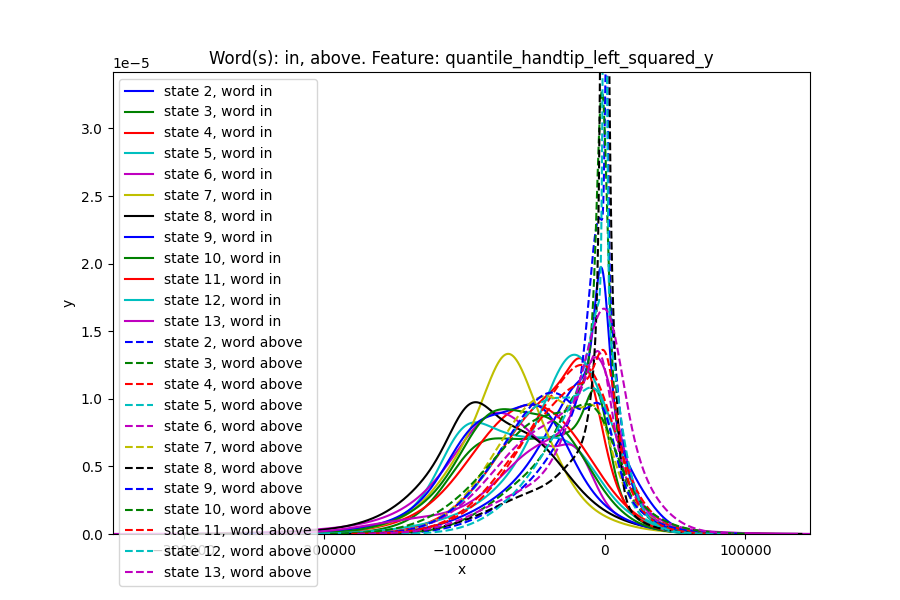 Word(s): in, above. Feature: quantile_handtip_left_squared_y
1e−5
3.0
2.5
2.0
1.5
1.0
0.5
0.0
y
state 2, word in
state 3, word in
state 4, word in
state 5, word in
state 6, word in
state 7, word in
state 8, word in
state 9, word in
state 10, word in
state 11, word in
state 12, word in
state 13, word in
state 2, word above
state 3, word above
state 4, word above
state 5, word above
state 6, word above
state 7, word above
state 8, word above
state 9, word above
state 10, word above
state 11, word above
state 12, word above
state 13, word above
−100000
0
100000
x